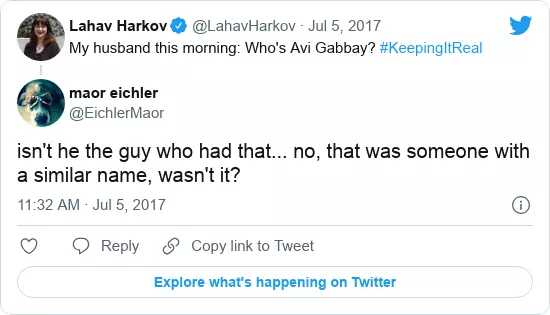 Lahav Harkov @LahavHarkov · Jul 5, 2017
My husband this morning: Who's Avi Gabbay? #KeepingItReal
maor eichler
@EichlerMaor
isn't he the guy who had that... no, that was someone with
a similar name, wasn't it?
11:32 AM · Jul 5, 2017
Reply Copy link to Tweet
Explore what's happening on Twitter